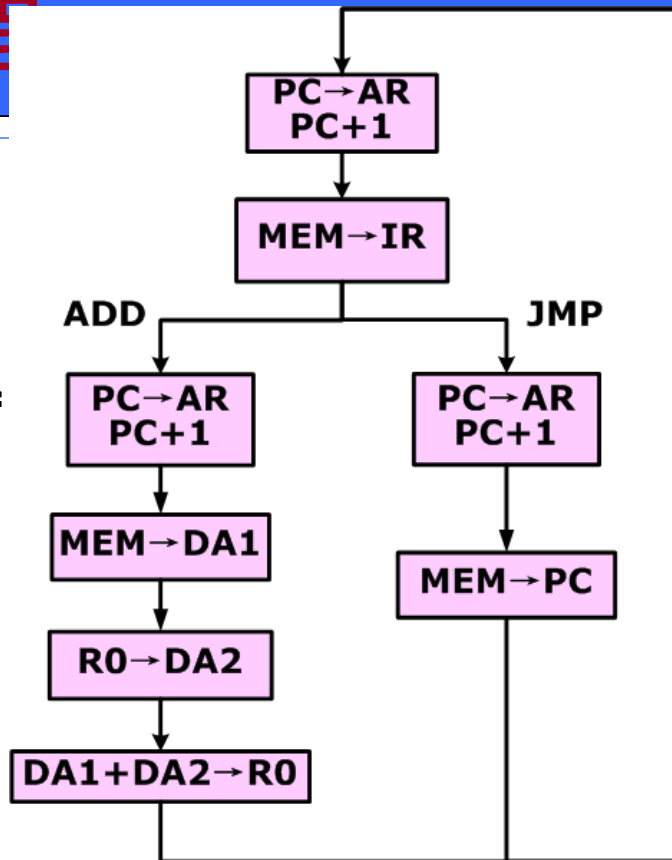 PC→AR
PC+1
MEM→IR
ADD
JMP
PC→AR
PC+1
PC→AR
PC+1
MEM→DA1
MEM→PC
R0→DA2
DA1+DA2→R0